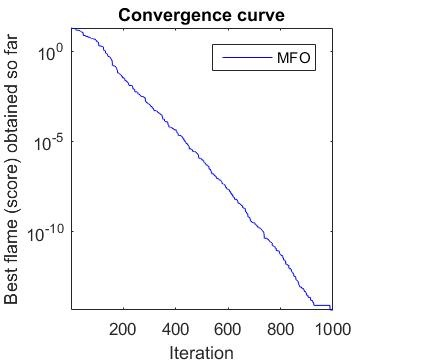 Convergence curve
MFO
Best flame (score) obtained so far
10^0
10^-5
10^-10
200 400 600 800 1000
Iteration